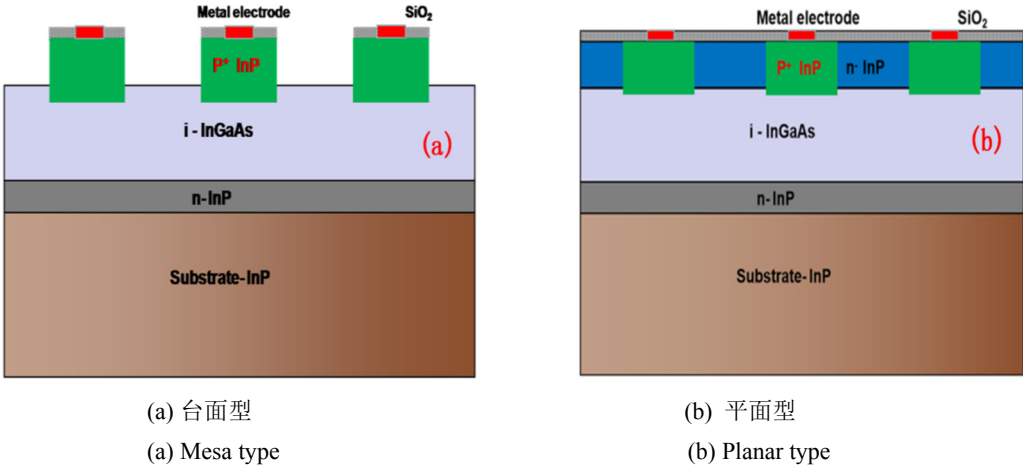 Metal electrode SiO₂
P⁺ InP
i - InGaAs
(a)
n- InP
Substrate- InP
Metal electrode SiO₂
P⁺ InP n⁻ InP
i - InGaAs
(b)
n- InP
Substrate- InP
(a) 台面型 (b) 平面型
(a) Mesa type (b) Planar type